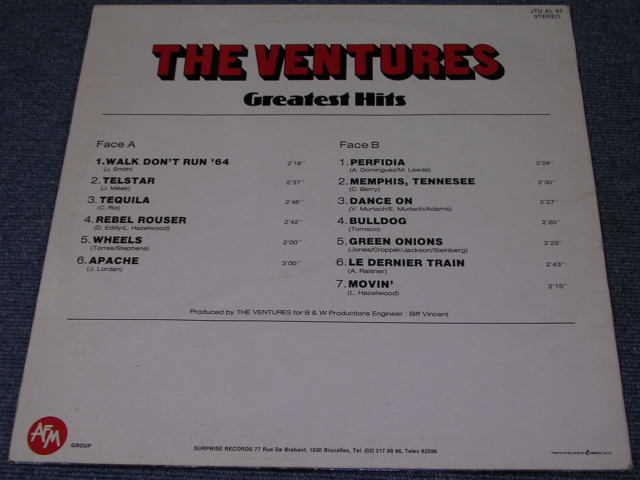 JTU AL 67
STEREO
THE VENTURES
Greatest Hits
Face A
1. WALK DON'T RUN '64 2'18"
(J. Smith)
2. TELSTAR 2'37"
(J. Meek)
3. TEQUILA 2'46"
(C. Rio)
4. REBEL ROUSER 2'42"
(D. Eddy/L. Hazelwood)
5. WHEELS 2'00"
(Torres/Stephens)
6. APACHE 3'00"
(J. Lordan)
Face B
1. PERFIDIA 2'04"
(A. Dominguez/M. Leeds)
2. MEMPHIS, TENNESEE 2'30"
(C. Berry)
3. DANCE ON 2'27"
(V. Murtach/E. Murtach/Adams)
4. BULLDOG 2'20"
(Tomsco)
5. GREEN ONIONS 2'25"
(Jones/Cropper/Jackson/Steinberg)
6. LE DERNIER TRAIN 2'43"
(A. Raisner)
7. MOVIN' 2'15"
(L. Hazelwood)
Produced by THE VENTURES for B & W Productions Engineer : Biff Vincent
AFM
GROUP
SURPRISE RECORDS 77 Rue De Brabant, 1030 Bruxelles, Tel. (02) 217 89 96, Telex 62596